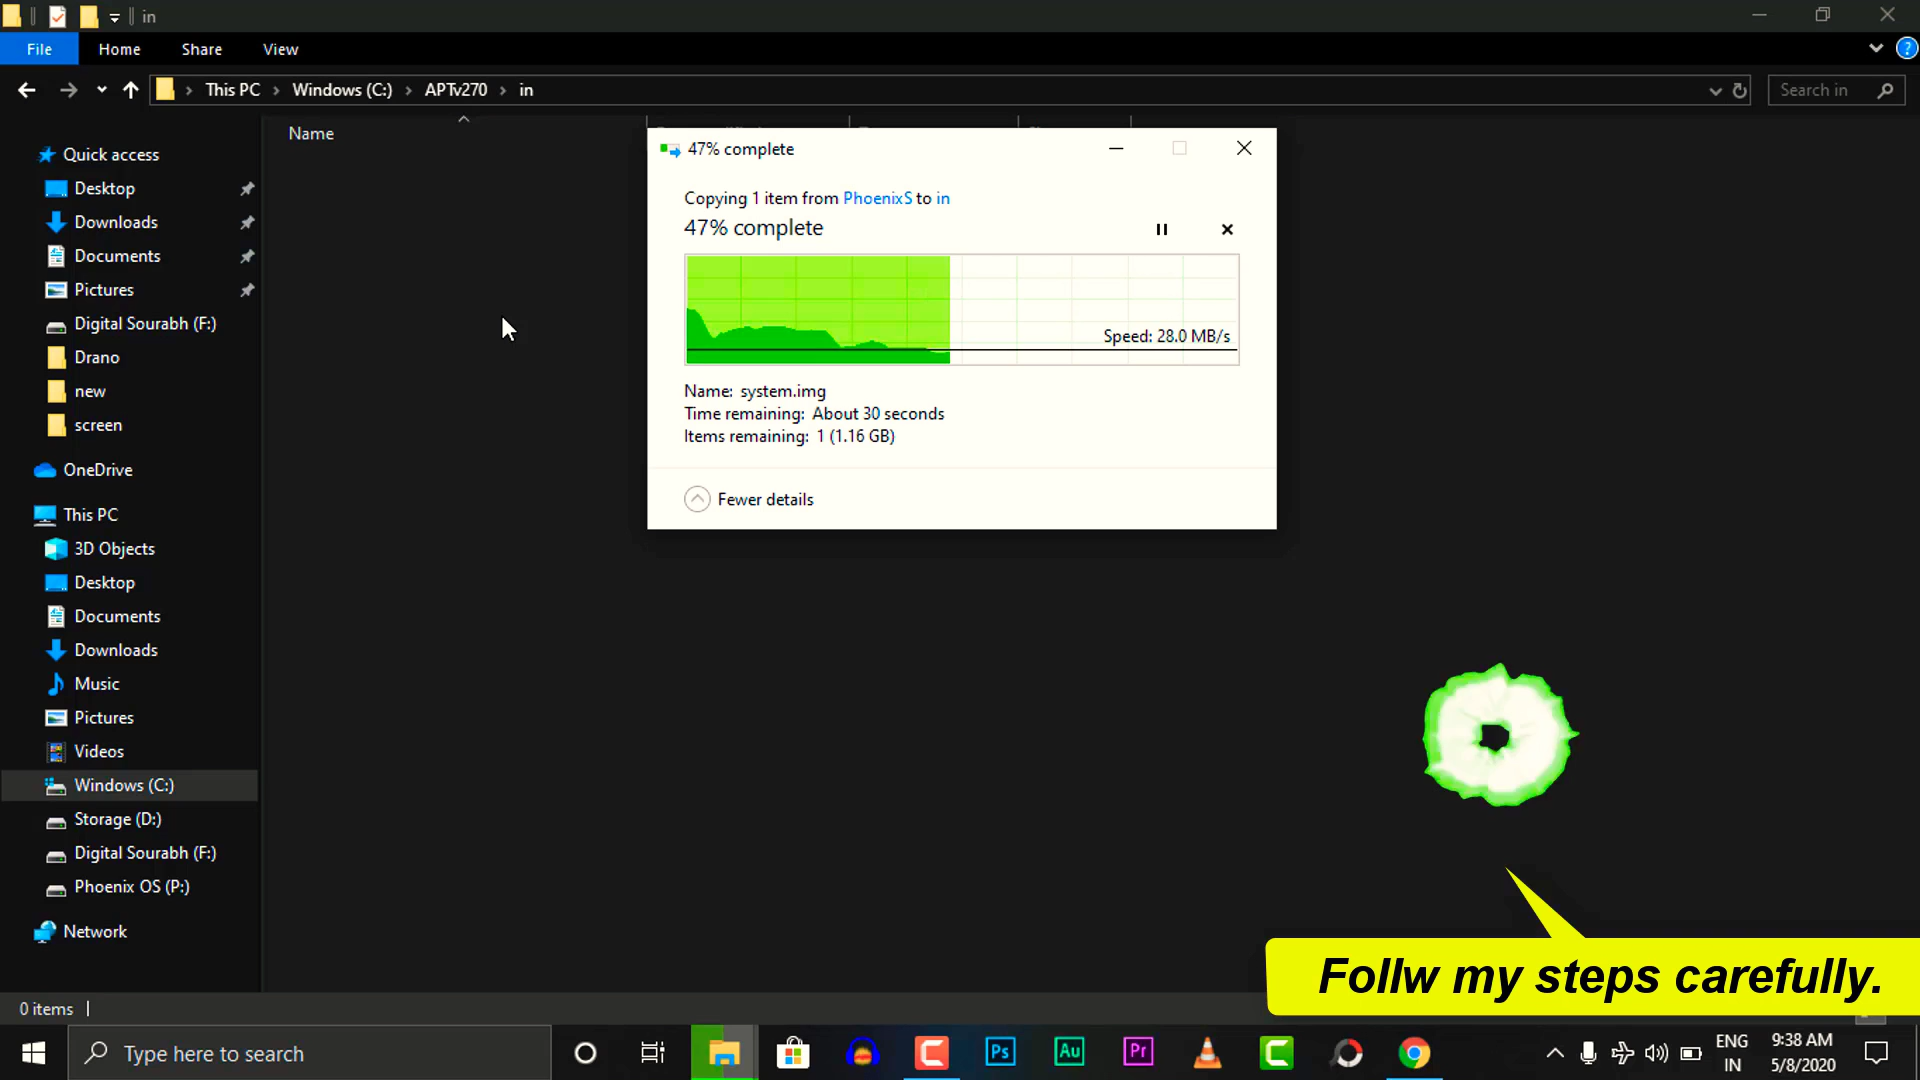 in
File Home Share View
This PC Windows (C:) APTv270 in
Search in
Name
Quick access
Desktop
Downloads
Documents
Pictures
Digital Sourabh (F:)
Drano
new
screen
OneDrive
This PC
3D Objects
Desktop
Documents
Downloads
Music
Pictures
Videos
Windows (C:)
Storage (D:)
Digital Sourabh (F:)
Phoenix OS (P:)
Network
47% complete
Copying 1 item from PhoenixS to in
47% complete
Speed: 28.0 MB/s
Name: system.img
Time remaining: About 30 seconds
Items remaining: 1 (1.16 GB)
Fewer details
Follw my steps carefully.
0 items
Type here to search
Ps Au Pr
ENG
IN
9:38 AM
5/8/2020